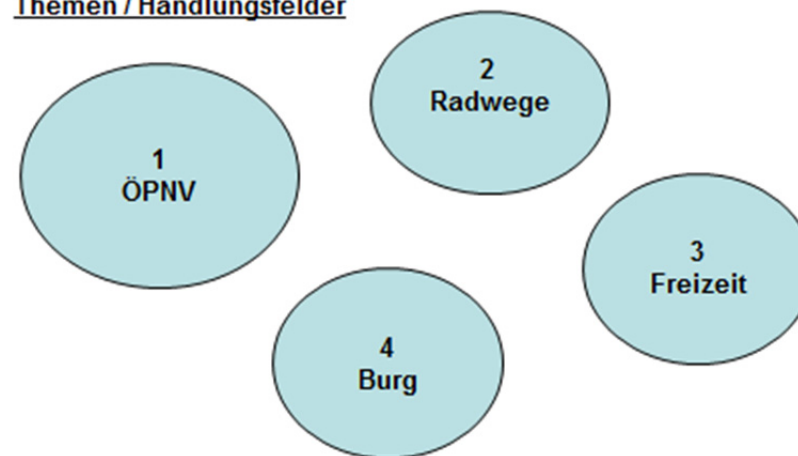 Themen / Handlungsfelder
1
ÖPNV
2
Radwege
3
Freizeit
4
Burg